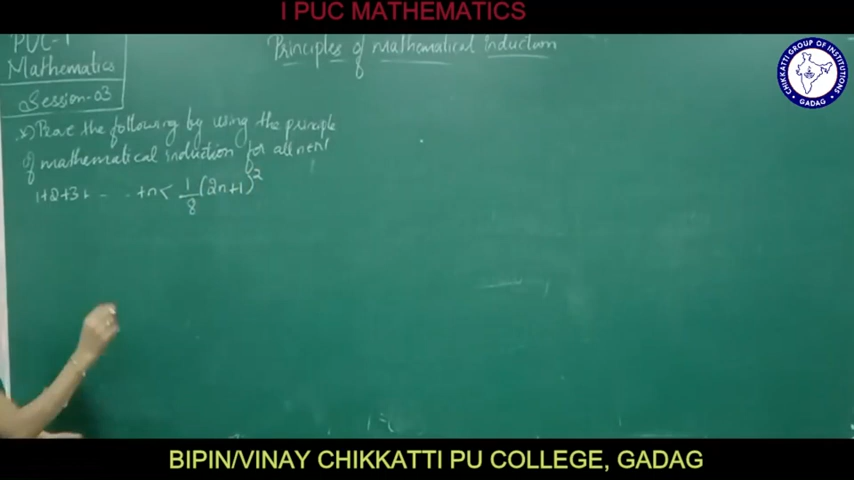 I PUC MATHEMATICS
PUC-I
Mathematics
Session-03
Principles of mathematical induction
CHIKKATTI GROUP OF INSTITUTIONS
GADAG
Prove the following by using the principle
of mathematical induction for all n∈N
1+2+3+ - - - +n < 1/8 (2n+1)²
BIPIN/VINAY CHIKKATTI PU COLLEGE, GADAG